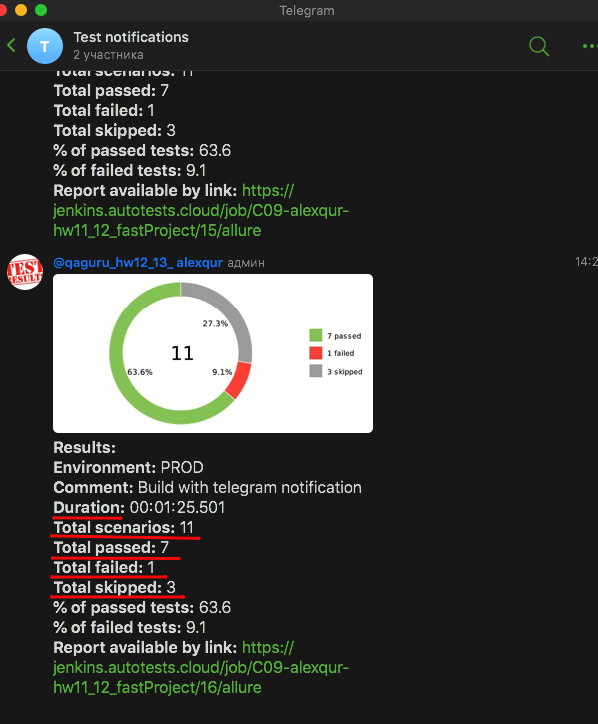 Telegram
T
Test notifications
2 участника
Total scenarios: 11
Total passed: 7
Total failed: 1
Total skipped: 3
% of passed tests: 63.6
% of failed tests: 9.1
Report available by link: https://
jenkins.autotests.cloud/job/C09-alexqur-
hw11_12_fastProject/15/allure
TEST
RESULTS
@qaguru_hw12_13_ alexqur админ
14:2
27.3%
11
63.6%
9.1%
7 passed
1 failed
3 skipped
Results:
Environment: PROD
Comment: Build with telegram notification
Duration: 00:01:25.501
Total scenarios: 11
Total passed: 7
Total failed: 1
Total skipped: 3
% of passed tests: 63.6
% of failed tests: 9.1
Report available by link: https://
jenkins.autotests.cloud/job/C09-alexqur-
hw11_12_fastProject/16/allure